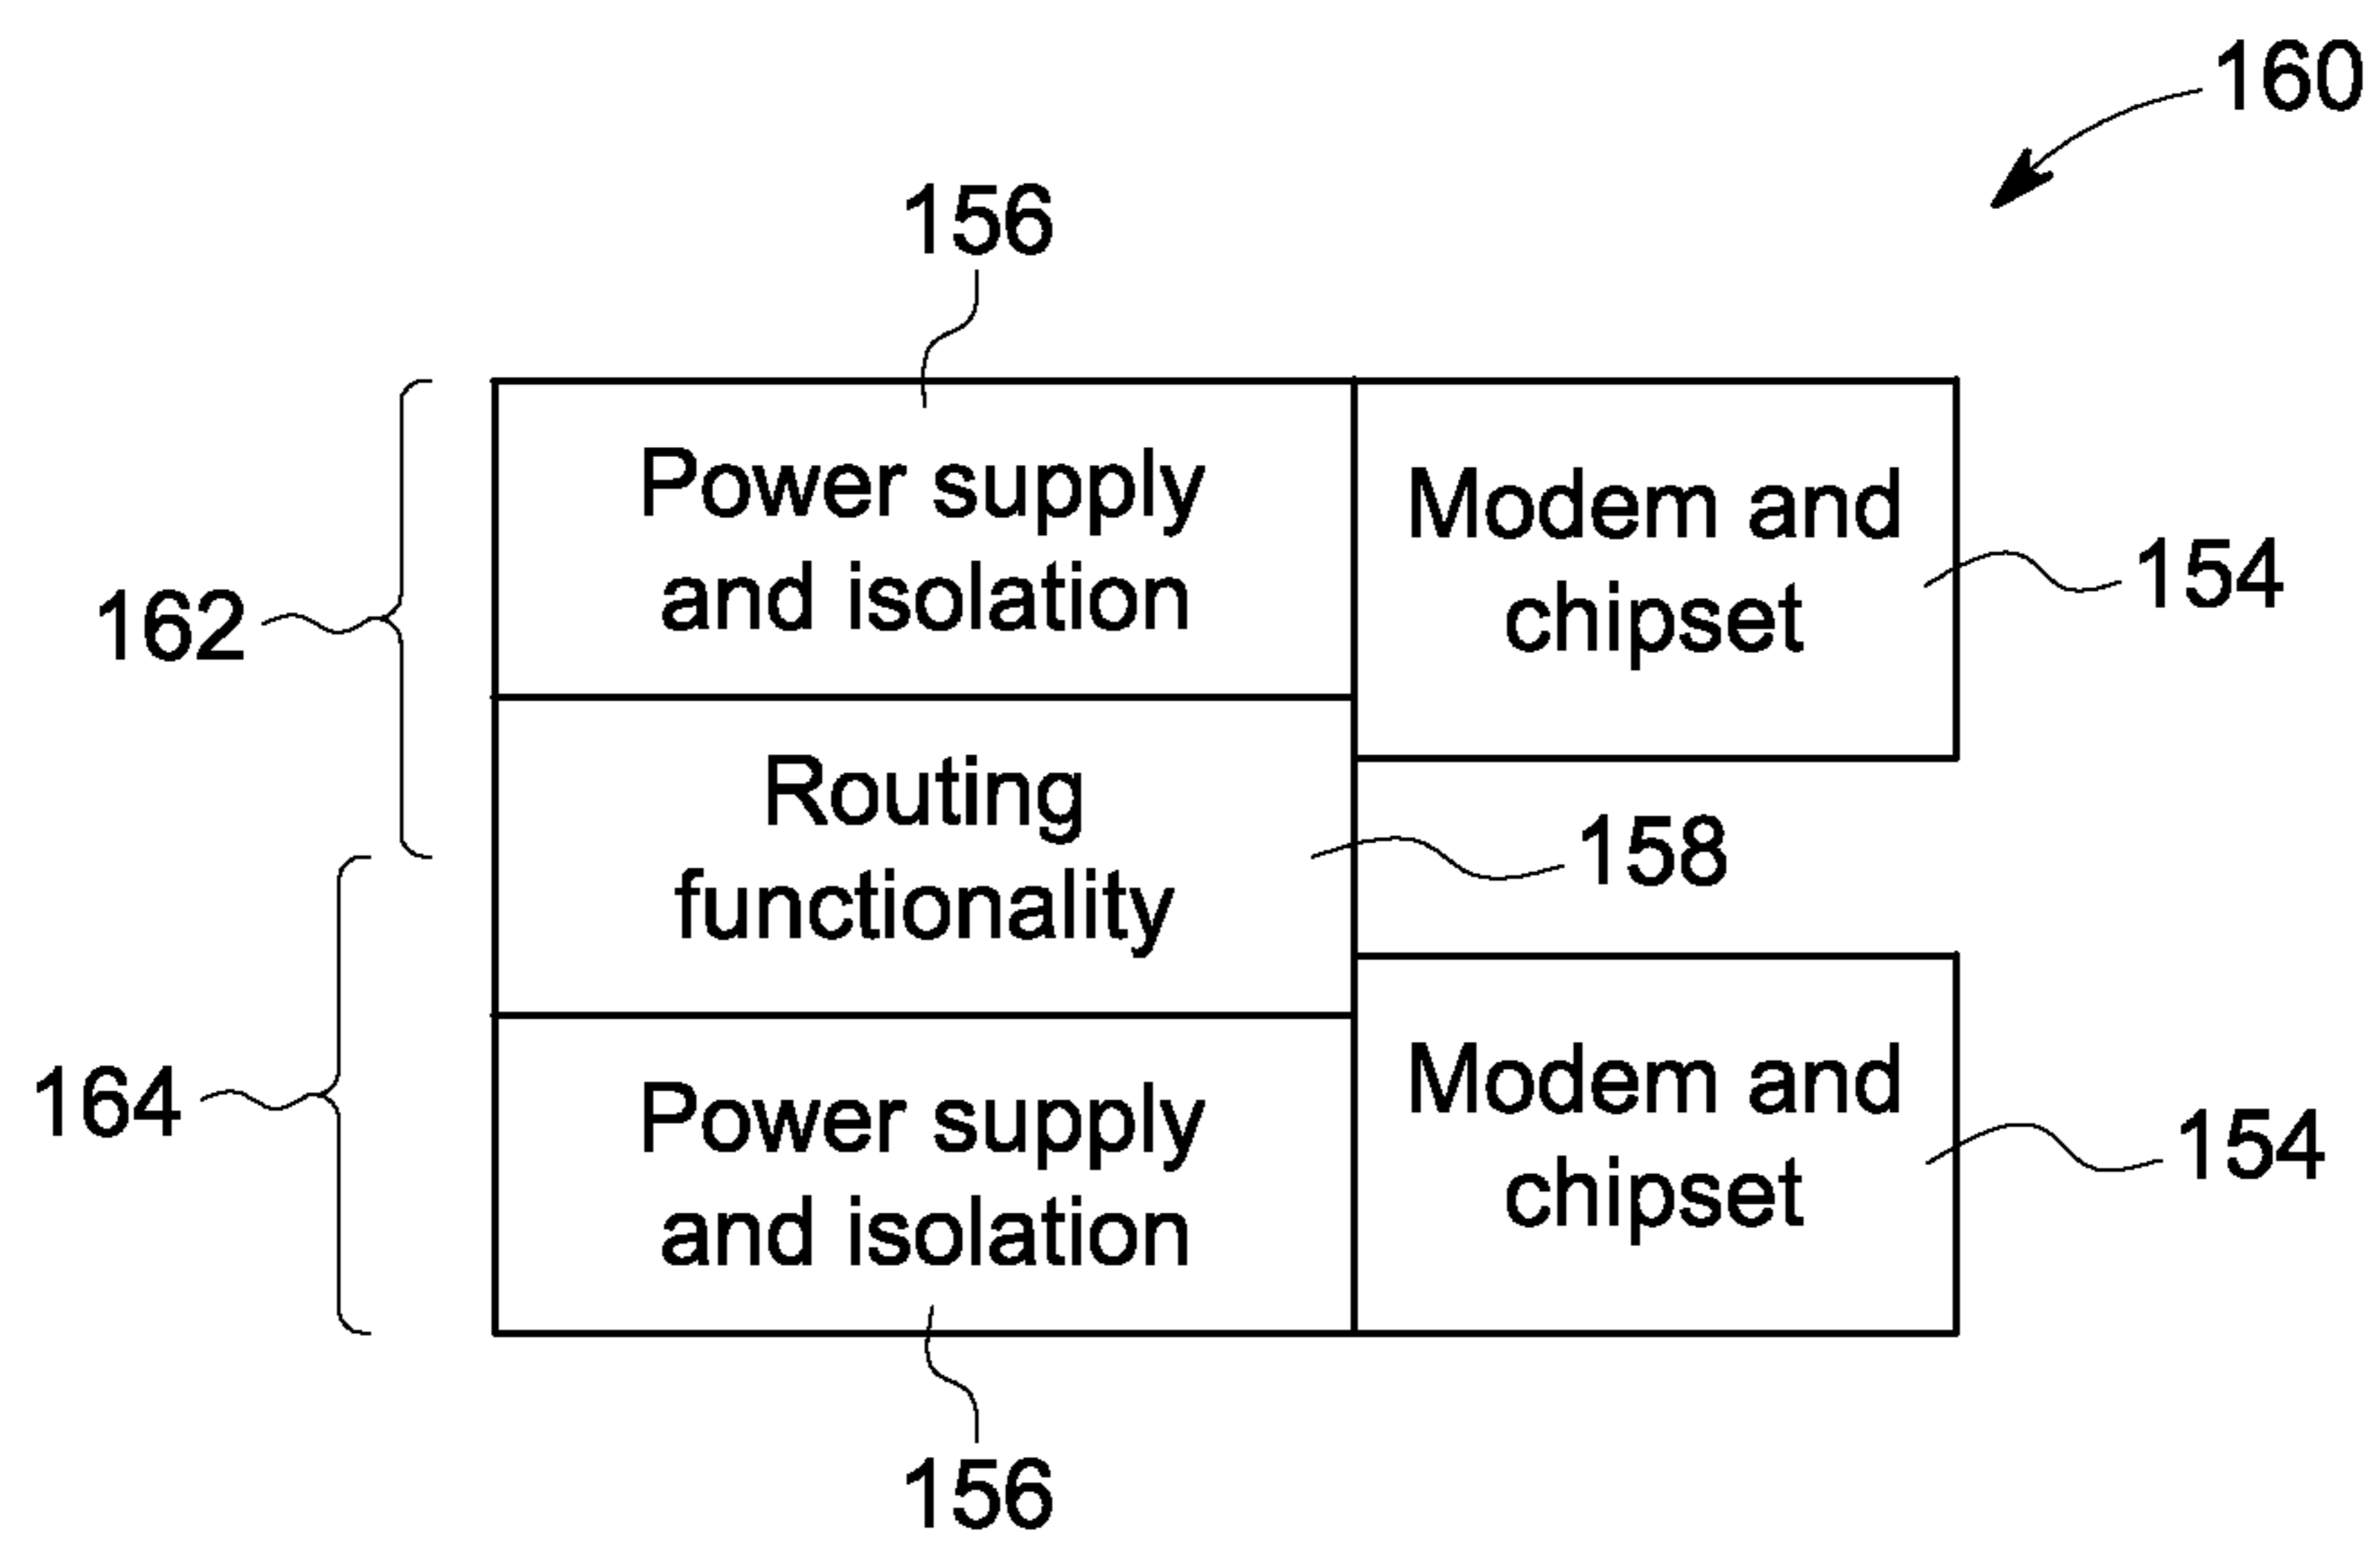 160
156
Power supply
and isolation
Modem and
chipset
154
162
Routing
functionality
158
164
Power supply
and isolation
Modem and
chipset
154
156